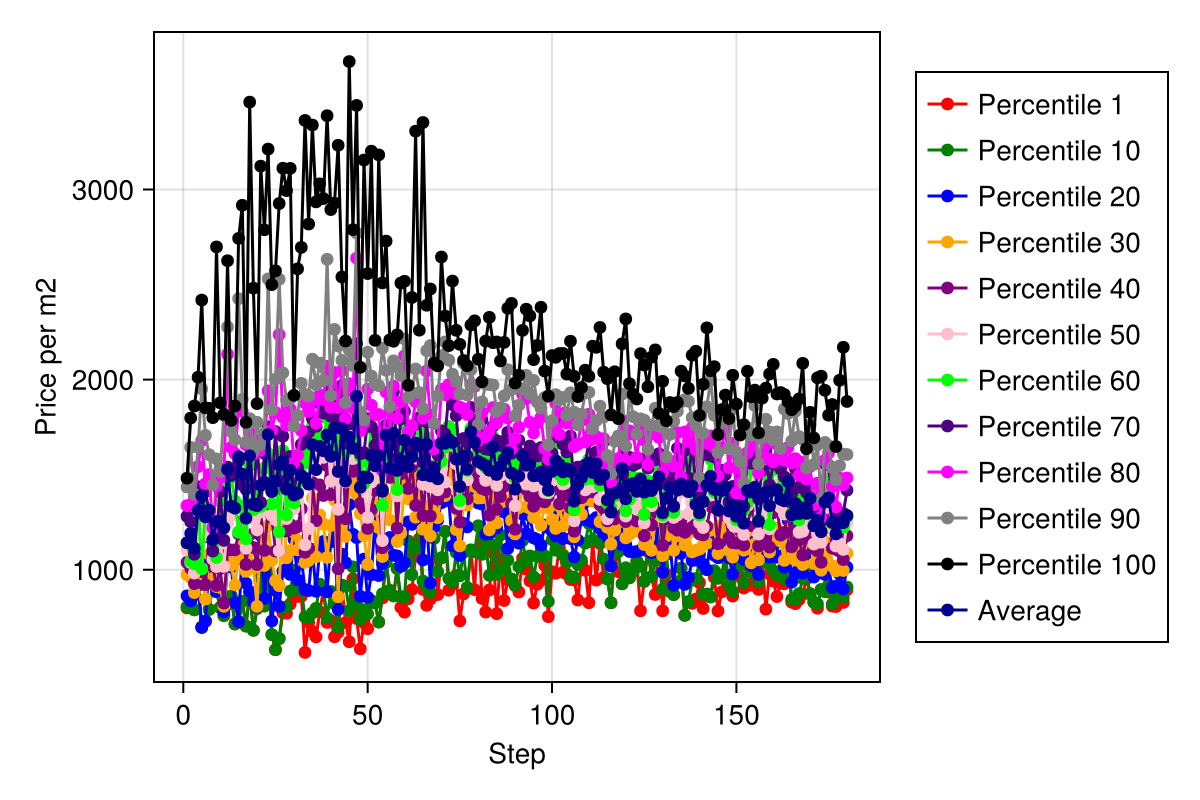 3000
2000
1000
0
50
100
150
Price per m2
Step
Percentile 1
Percentile 10
Percentile 20
Percentile 30
Percentile 40
Percentile 50
Percentile 60
Percentile 70
Percentile 80
Percentile 90
Percentile 100
Average